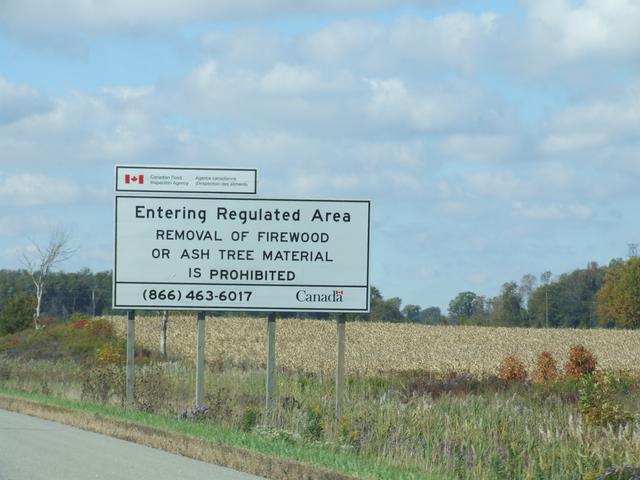 Canadian Food Agence canadienne
Inspection Agency d'inspection des aliments
Entering Regulated Area
REMOVAL OF FIREWOOD
OR ASH TREE MATERIAL
IS PROHIBITED
(866) 463-6017 Canada